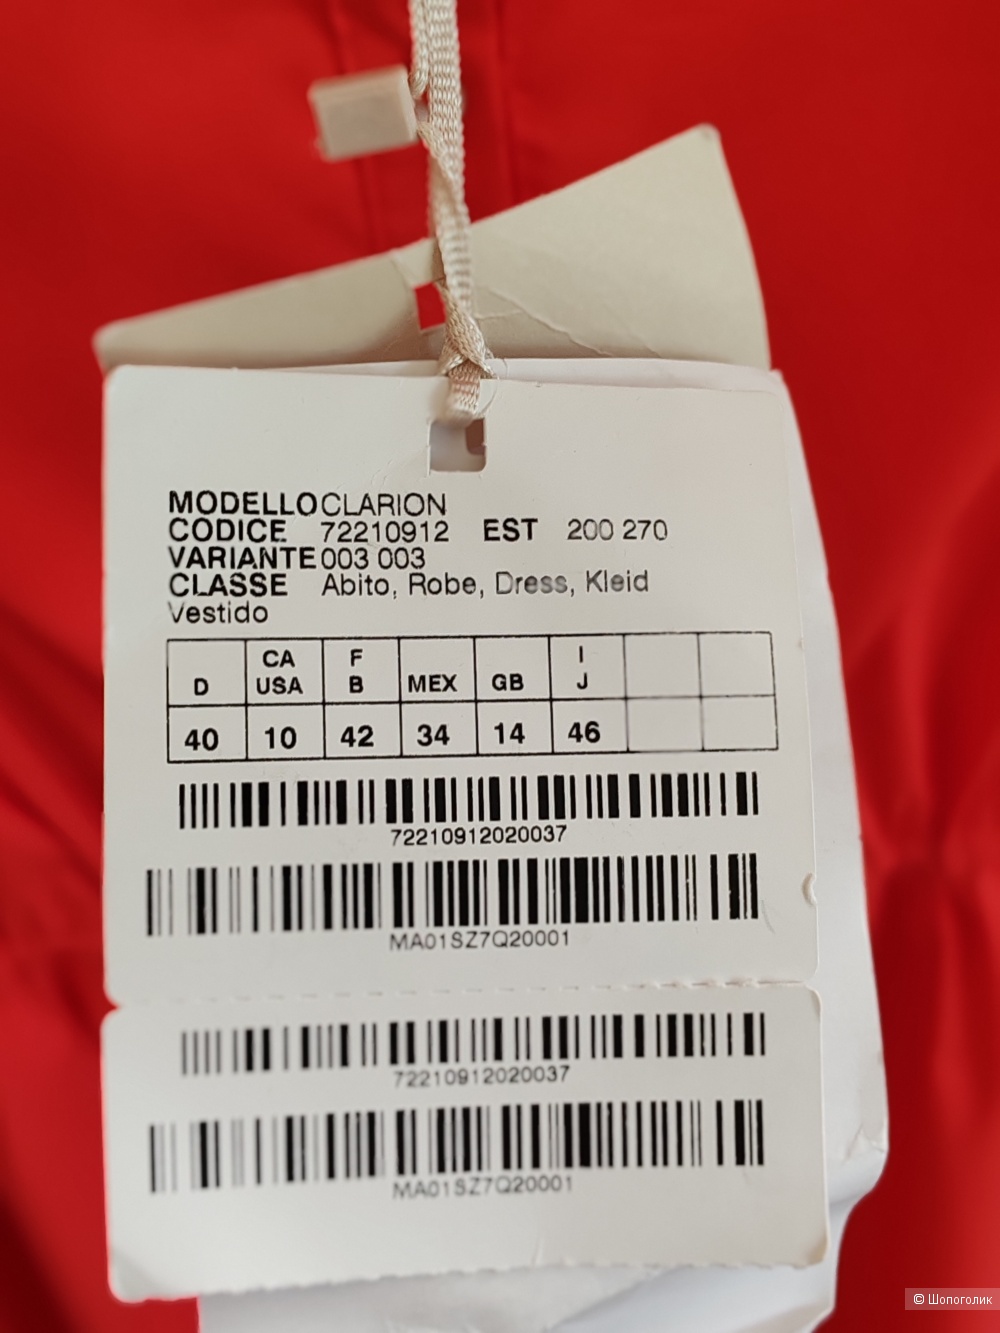 MODELLO CLARION
CODICE 72210912 EST 200 270
VARIANTE 003 003
CLASSE Abito, Robe, Dress, Kleid
Vestido
D CA USA F B MEX GB I J
40 10 42 34 14 46
72210912020037
MA01SZ7Q20001
72210912020037
MA01SZ7Q20001
© Шопоголик